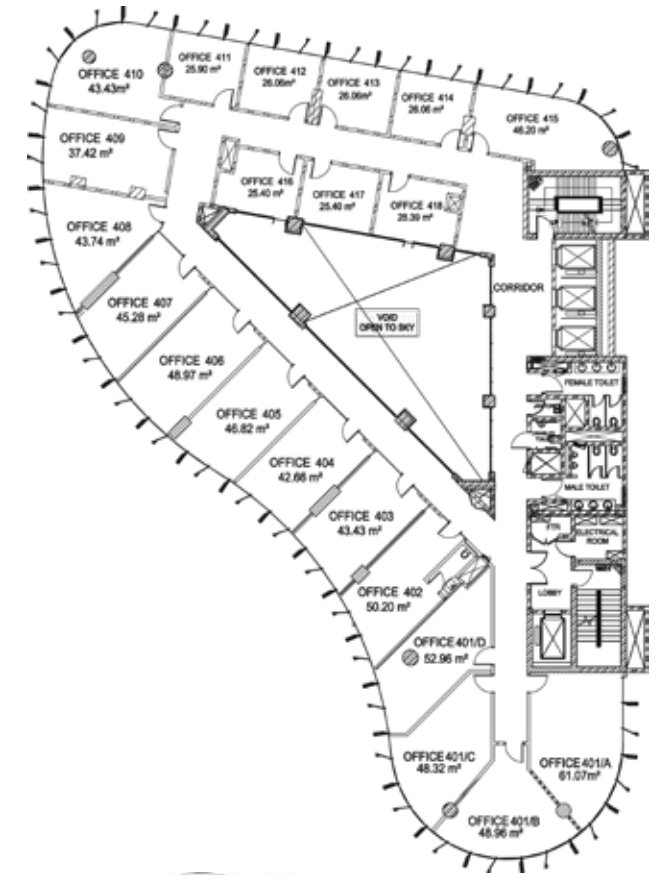 OFFICE 410
43.43m²
OFFICE 411
25.90 m²
OFFICE 412
26.06m²
OFFICE 413
26.06m²
OFFICE 414
26.06 m²
OFFICE 415
46.20 m²
OFFICE 409
37.42 m²
OFFICE 416
25.40 m²
OFFICE 417
25.40 m²
OFFICE 418
28.39 m²
OFFICE 408
43.74 m²
OFFICE 407
45.28 m²
OFFICE 406
48.97 m²
OFFICE 405
46.82 m²
OFFICE 404
42.66 m²
OFFICE 403
43.43 m²
OFFICE 402
50.20 m²
VOID
OPEN TO SKY
CORRIDOR
FEMALE TOILET
MALE TOILET
FTR
ELECTRICAL
ROOM
LOBBY
OFFICE 401/D
52.96 m²
OFFICE 401/C
48.32 m²
OFFICE 401/A
61.07m²
OFFICE 401/B
48.96 m²